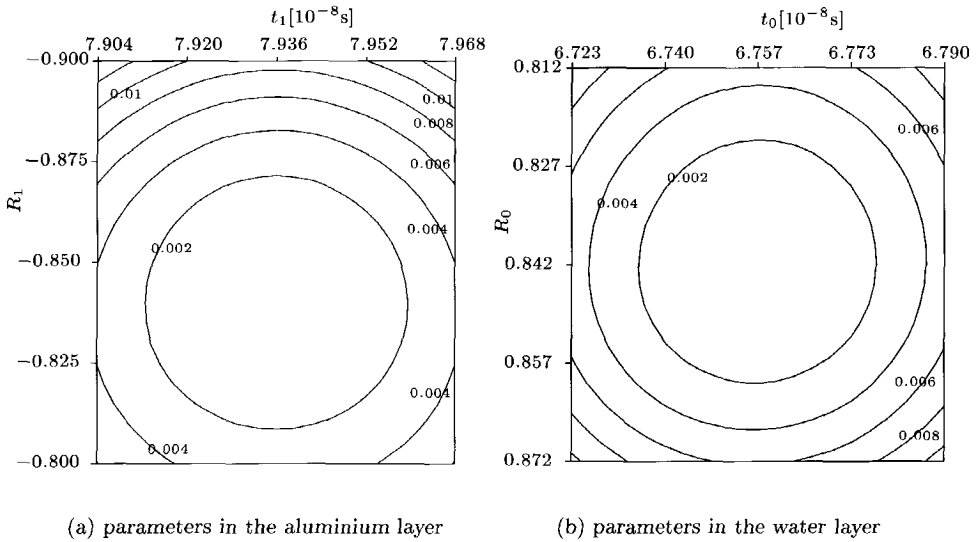 t₁[10⁻⁸s]
7.904 7.920 7.936 7.952 7.968
−0.900
−0.875
−0.850
−0.825
−0.800
R₁
0.01
0.01
0.008
0.006
0.004
0.002
0.004
0.004
(a) parameters in the aluminium layer
t₀[10⁻⁸s]
6.723 6.740 6.757 6.773 6.790
0.812
0.827
0.842
0.857
0.872
R₀
0.006
0.002
0.004
0.006
0.008
(b) parameters in the water layer